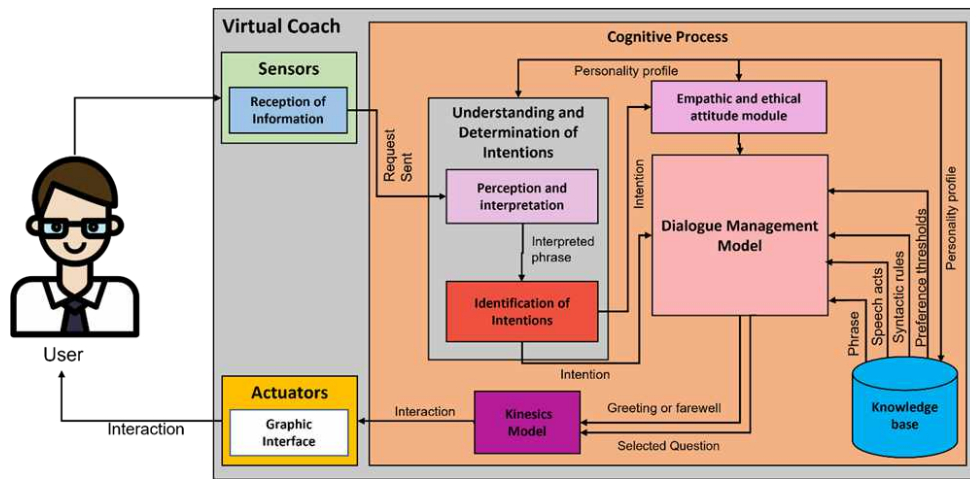 Virtual Coach
Cognitive Process
Sensors
Reception of
Information
Personality profile
Empathic and ethical
attitude module
Understanding and
Determination of
Intentions
Request
Sent
Perception and
interpretation
Intention
Dialogue Management
Model
Personality profile
Interpreted
phrase
Identification of
Intentions
Phrase
Speech acts
Syntactic rules
Preference thresholds
User
Intention
Actuators
Graphic
Interface
Interaction
Interaction
Kinesics
Model
Greeting or farewell
Selected Question
Knowledge
base